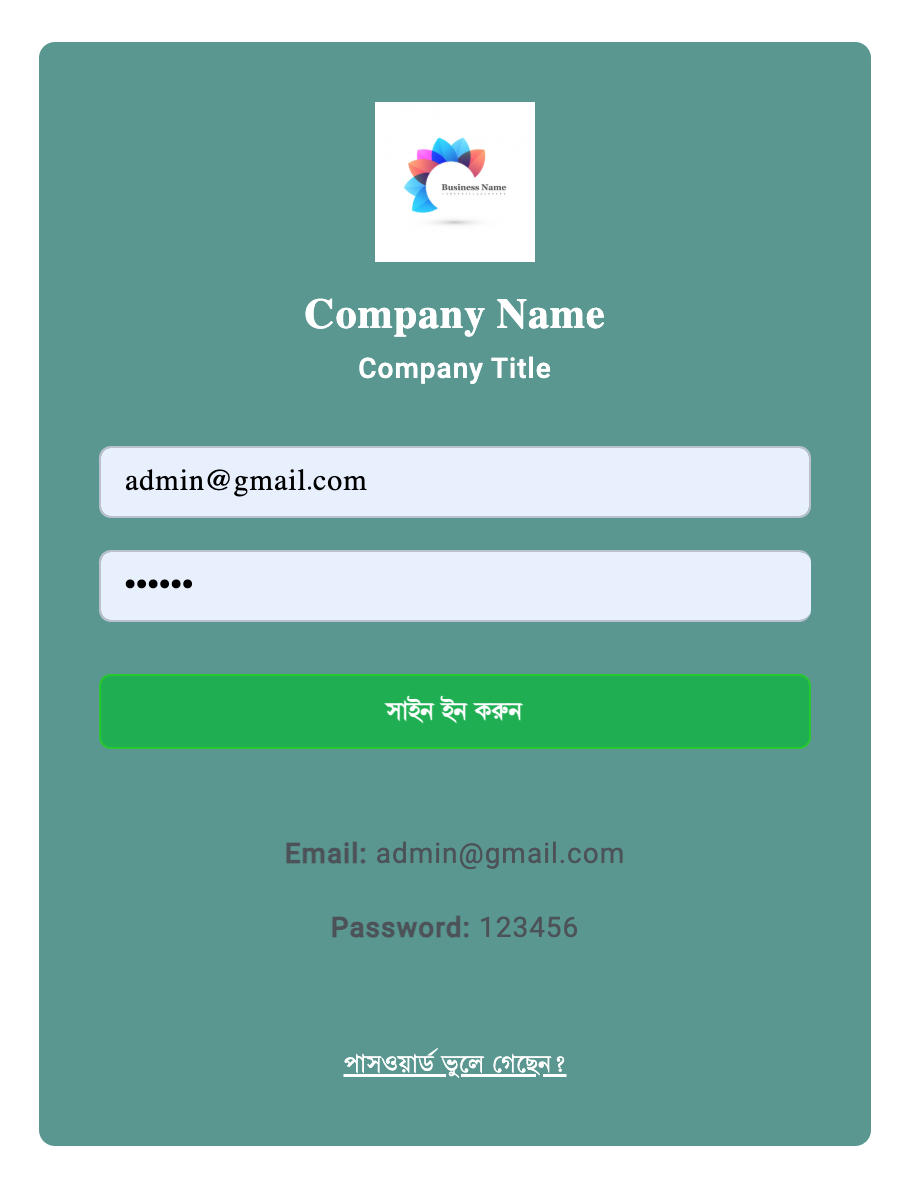 Business Name
Company Name
Company Title
admin@gmail.com
••••••
সাইন ইন করুন
Email: admin@gmail.com
Password: 123456
পাসওয়ার্ড ভুলে গেছেন?